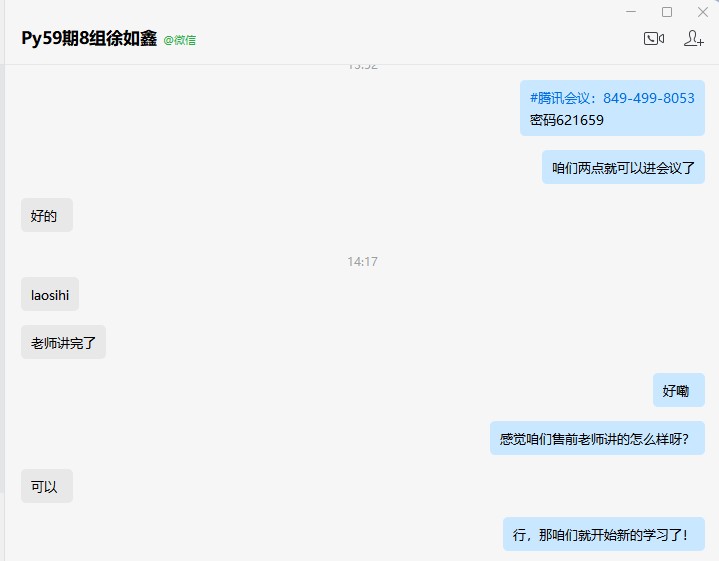 Py59期8组徐如鑫 @微信
13:52
#腾讯会议：849-499-8053
密码621659
咱们两点就可以进会议了
好的
14:17
laosihi
老师讲完了
好嘞
感觉咱们售前老师讲的怎么样呀？
可以
行，那咱们就开始新的学习了！